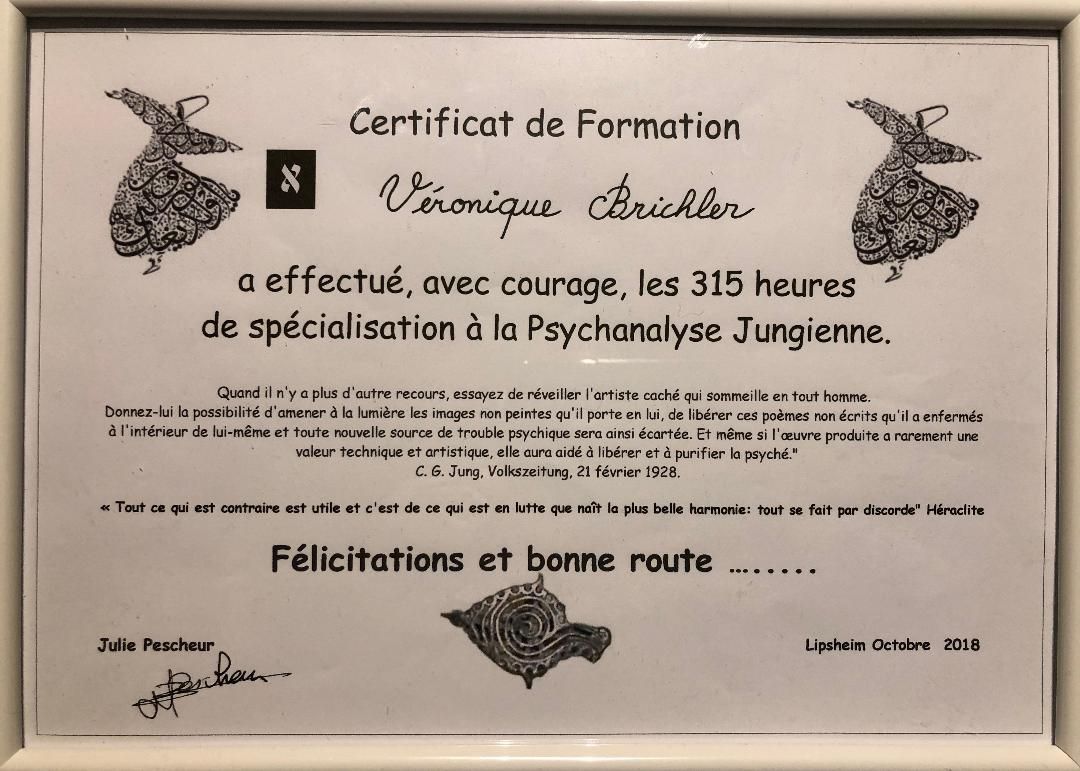 Certificat de Formation
א
Véronique Brichler
a effectué, avec courage, les 315 heures
de spécialisation à la Psychanalyse Jungienne.
Quand il n'y a plus d'autre recours, essayez de réveiller l'artiste caché qui sommeille en tout homme.
Donnez-lui la possibilité d'amener à la lumière les images non peintes qu'il porte en lui, de libérer ces poèmes non écrits qu'il a enfermés
à l'intérieur de lui-même et toute nouvelle source de trouble psychique sera ainsi écartée. Et même si l'œuvre produite a rarement une
valeur technique et artistique, elle aura aidé à libérer et à purifier la psyché."
C. G. Jung, Volkszeitung, 21 février 1928.
« Tout ce qui est contraire est utile et c'est de ce qui est en lutte que naît la plus belle harmonie: tout se fait par discorde" Héraclite
Félicitations et bonne route ........
Julie Pescheur
Lipsheim Octobre 2018
JPescheur